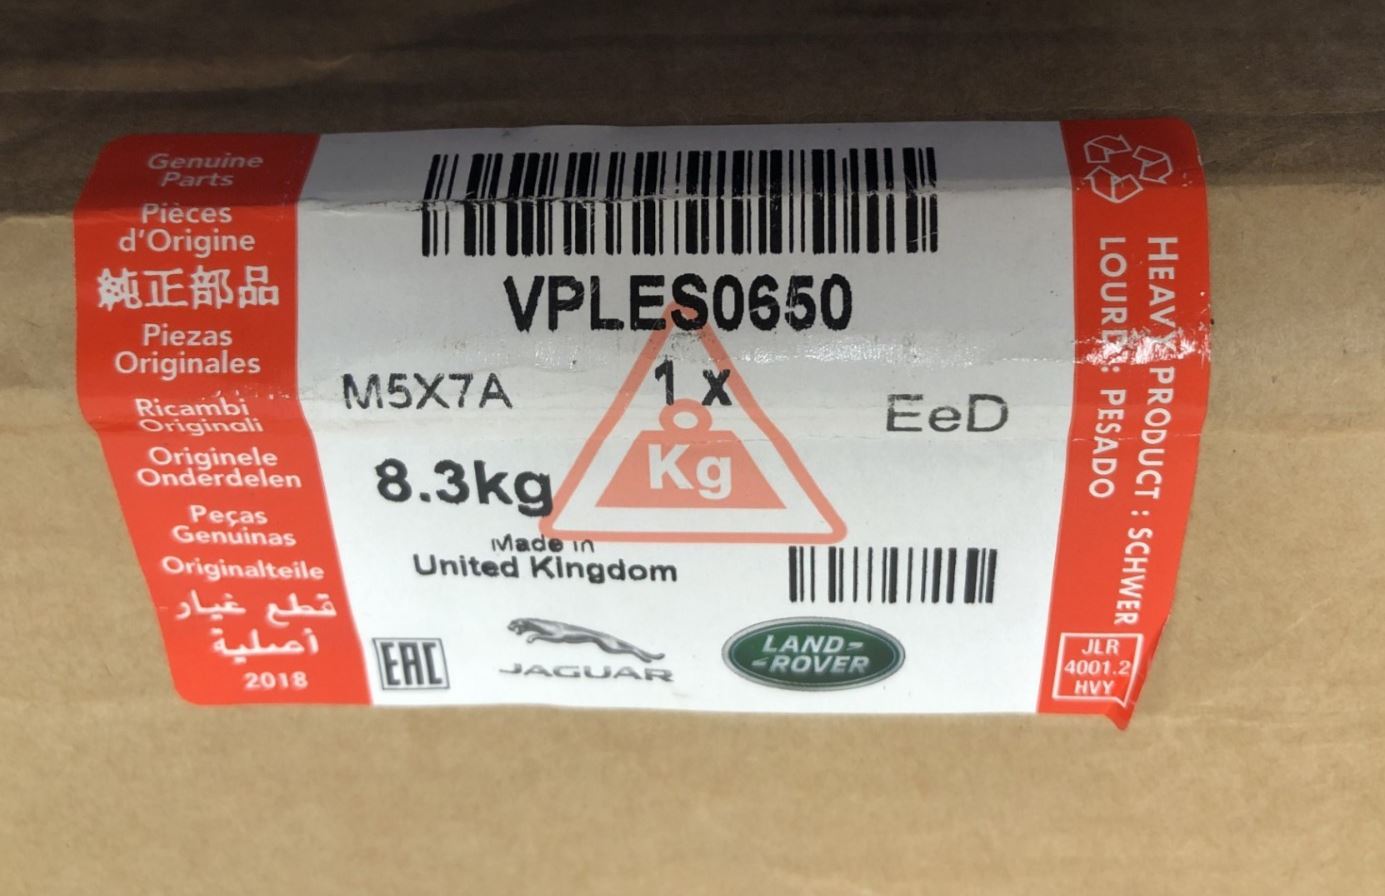 Genuine
Parts
Pièces
d'Origine
純正部品
Piezas
Originales
Ricambi
Originali
Originele
Onderdelen
Peças
Genuinas
Originalteile
قطع غيار
أصلية
2018
VPLES0650
M5X7A
1 x
EeD
8.3kg
Kg
Made in
United Kingdom
EAC
JAGUAR
LAND-
-ROVER
HEAVY PRODUCT : SCHWER
LOURD : PESADO
JLR
4001.2
HVY